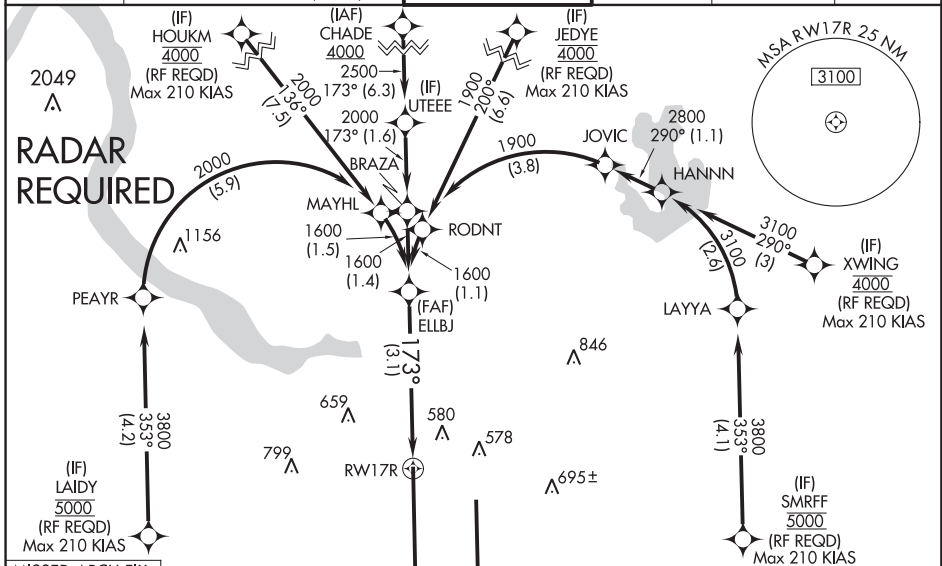 (IF)
HOUKM
4000
(RF REQD)
Max 210 KIAS
(IAF)
CHADE
4000
(IF)
JEDYE
4000
(RF REQD)
Max 210 KIAS
MSA RW17R 25 NM
3100
2049
RADAR
REQUIRED
2000
136°
(7.5)
2500
173° (6.3)
(IF)
UTEEE
2000
173° (1.6)
BRAZA
1900
200°
(6.6)
1900
(3.8)
JOVIC
2800
290° (1.1)
HANNN
2000
(5.9)
MAYHL
RODNT
1156
1600
(1.5)
1600
(1.4)
1600
(1.1)
3100
(2.6)
3100
290°
(3)
(IF)
XWING
4000
(RF REQD)
Max 210 KIAS
PEAYR
(FAF)
ELLBJ
LAYYA
173°
(3.1)
846
659
580
578
799
RW17R
695±
3800
353°
(4.2)
3800
353°
(4.1)
(IF)
LAIDY
5000
(RF REQD)
Max 210 KIAS
(IF)
SMRFF
5000
(RF REQD)
Max 210 KIAS